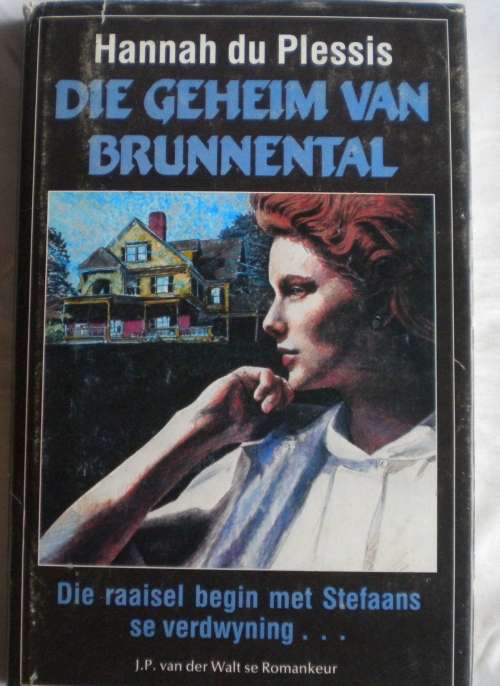 Hannah du Plessis
DIE GEHEIM VAN
BRUNNENTAL
Die raaisel begin met Stefaans
se verdwyning . . .
J.P. van der Walt se Romankeur